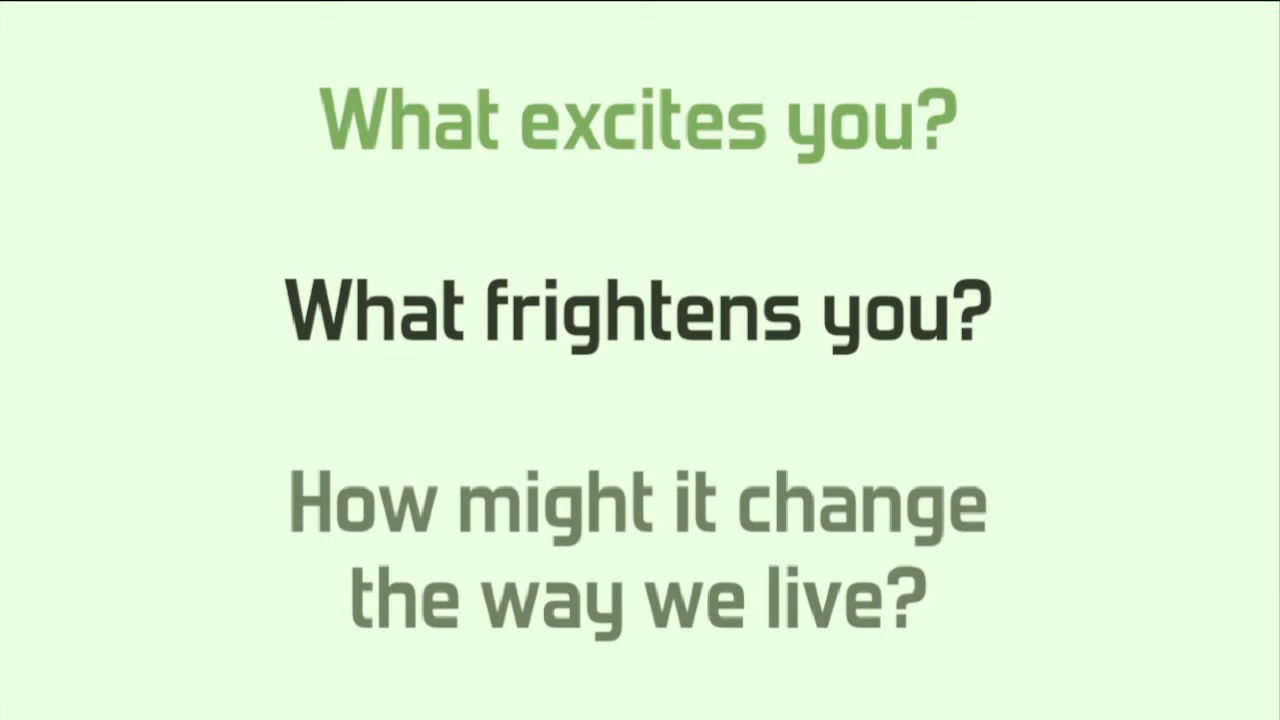 What excites you?
What frightens you?
How might it change
the way we live?